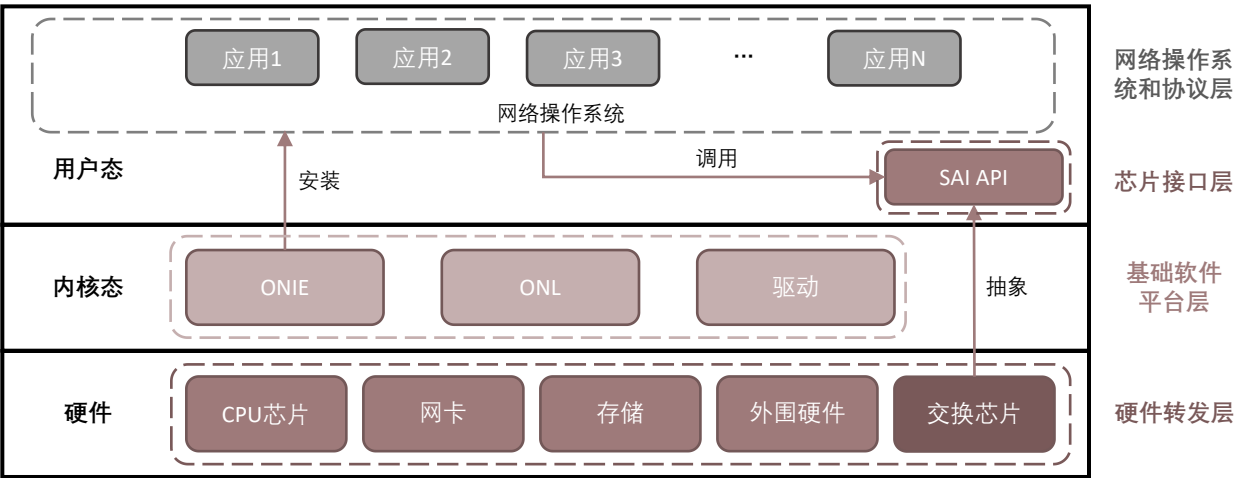 应用1
应用2
应用3
...
应用N
网络操作系统
网络操作系
统和协议层
用户态
安装
调用
SAI API
芯片接口层
内核态
ONIE
ONL
驱动
抽象
基础软件
平台层
硬件
CPU芯片
网卡
存储
外围硬件
交换芯片
硬件转发层